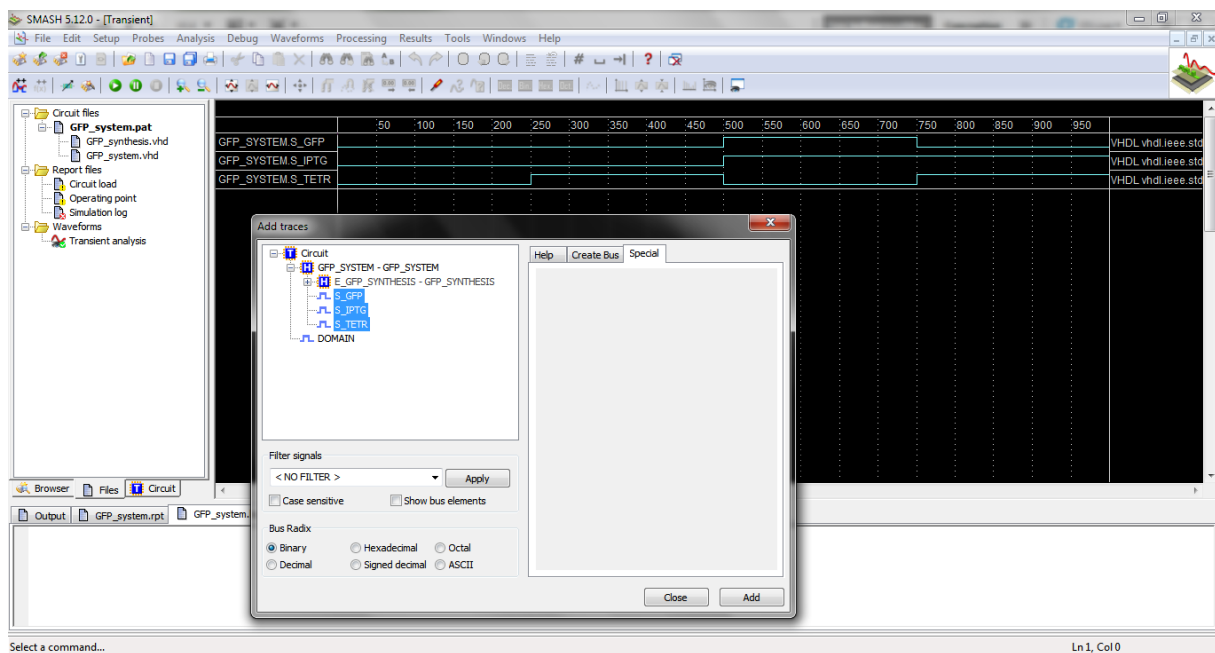 SMASH 5.12.0 - [Transient]
File Edit Setup Probes Analysis Debug Waveforms Processing Results Tools Windows Help
Circuit files
GFP_system.pat
GFP_synthesis.vhd
GFP_system.vhd
Report files
Circuit load
Operating point
Simulation log
Waveforms
Transient analysis
Browser Files Circuit
50 100 150 200 250 300 350 400 450 500 550 600 650 700 750 800 850 900 950
GFP_SYSTEM.S_GFP VHDL vhdl.ieee.std
GFP_SYSTEM.S_IPTG VHDL vhdl.ieee.std
GFP_SYSTEM.S_TETR VHDL vhdl.ieee.std
Add traces
Circuit
GFP_SYSTEM - GFP_SYSTEM
E_GFP_SYNTHESIS - GFP_SYNTHESIS
S_GFP
S_IPTG
S_TETR
DOMAIN
Help Create Bus Special
Filter signals
< NO FILTER > Apply
Case sensitive Show bus elements
Bus Radix
Binary Hexadecimal Octal
Decimal Signed decimal ASCII
Close Add
Output GFP_system.rpt GFP_system.
Select a command... Ln 1, Col 0